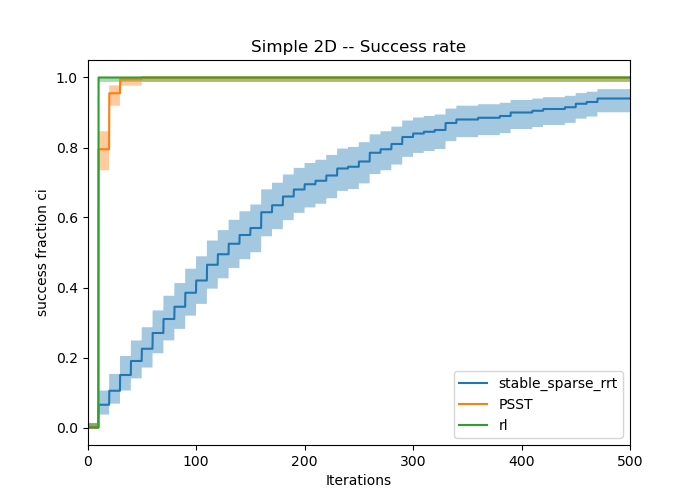 Simple 2D -- Success rate
success fraction ci
1.0
0.8
0.6
0.4
0.2
0.0
0 100 200 300 400 500
Iterations
stable_sparse_rrt
PSST
rl